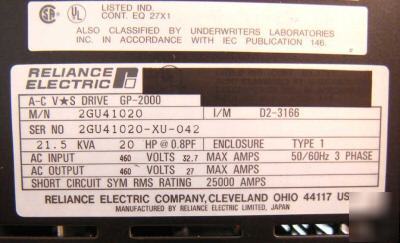 LISTED IND.
CONT. EQ 27X1
ALSO CLASSIFIED BY UNDERWRITERS LABORATORIES
INC. IN ACCORDANCE WITH IEC PUBLICATION 146.
RELIANCE
ELECTRIC
A-C V★S DRIVE GP-2000
M/N 2GU41020 I/M D2-3166
SER NO 2GU41020-XU-042
21.5 KVA 20 HP @ 0.8PF ENCLOSURE TYPE 1
AC INPUT 460 VOLTS 32.7 MAX AMPS 50/60Hz 3 PHASE
AC OUTPUT 460 VOLTS 27 MAX AMPS
SHORT CIRCUIT SYM RMS RATING 25000 AMPS
RELIANCE ELECTRIC COMPANY, CLEVELAND OHIO 44117 US
MANUFACTURED BY RELIANCE ELECTRIC LIMITED, JAPAN